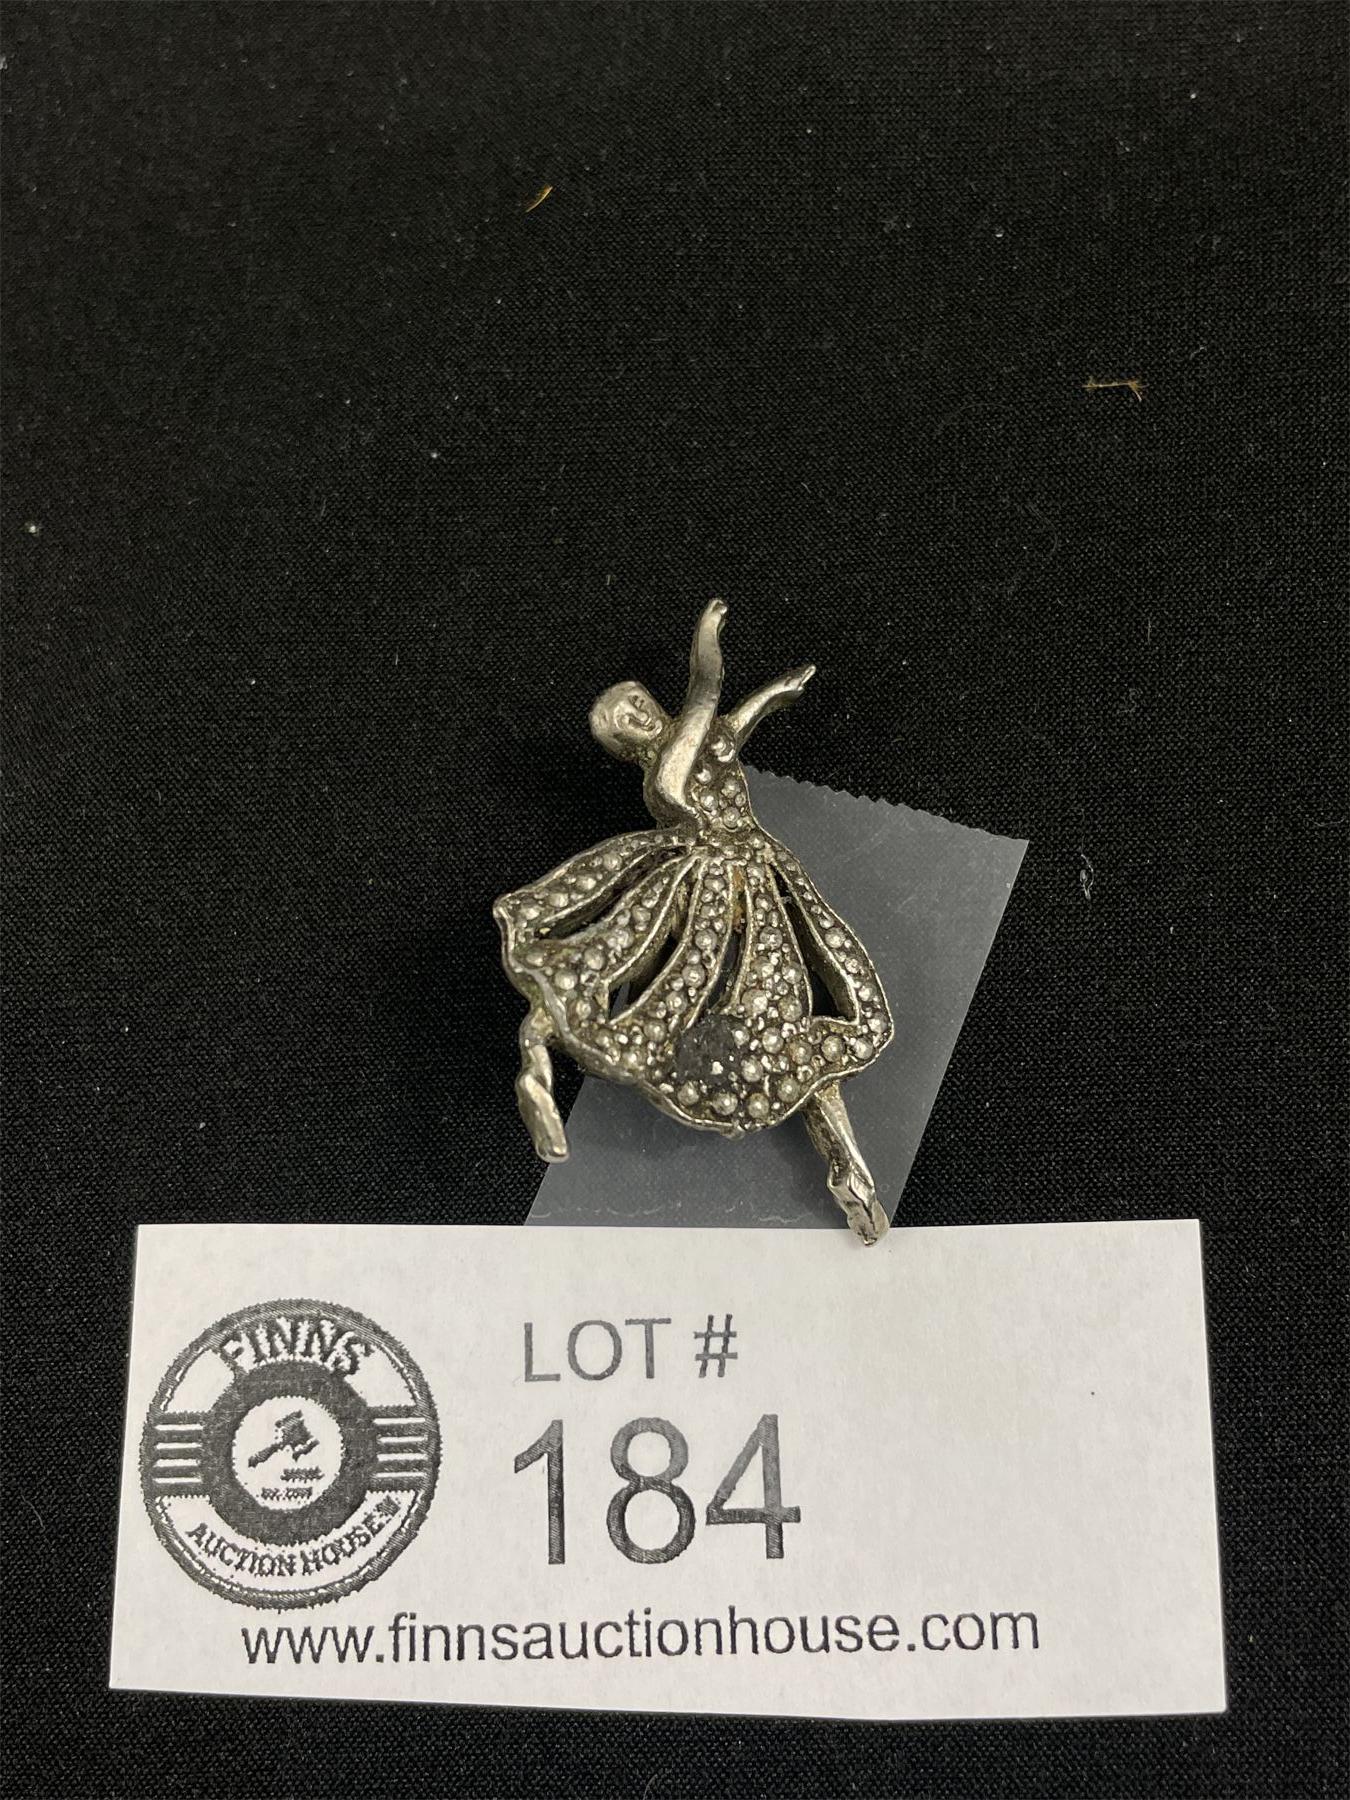 FINNS
AUCTION HOUSE
LOT #
184
www.finnsauctionhouse.com